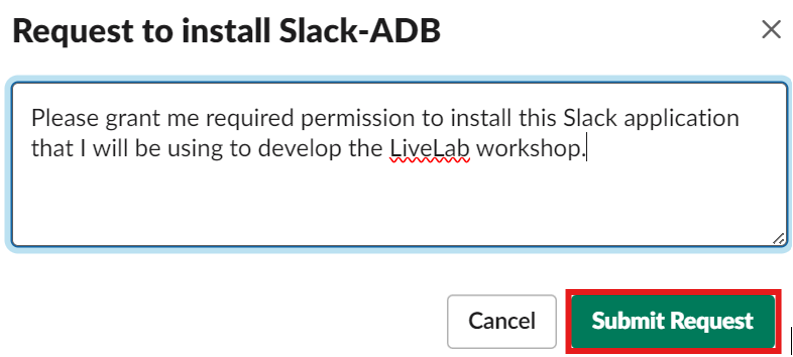 Request to install Slack-ADB
Please grant me required permission to install this Slack application
that I will be using to develop the LiveLab workshop.
Cancel
Submit Request